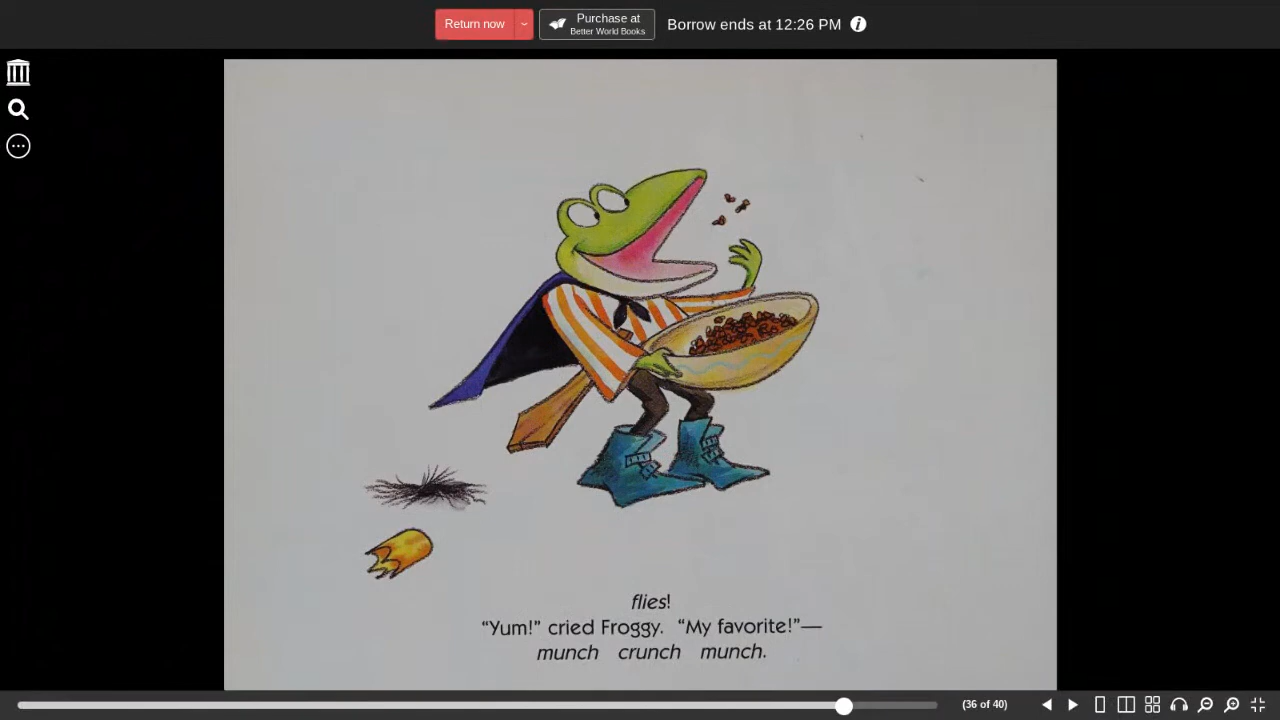 Return now
Purchase at
Better World Books
Borrow ends at 12:26 PM
flies!
“Yum!” cried Froggy. “My favorite!”—
munch crunch munch.
(36 of 40)